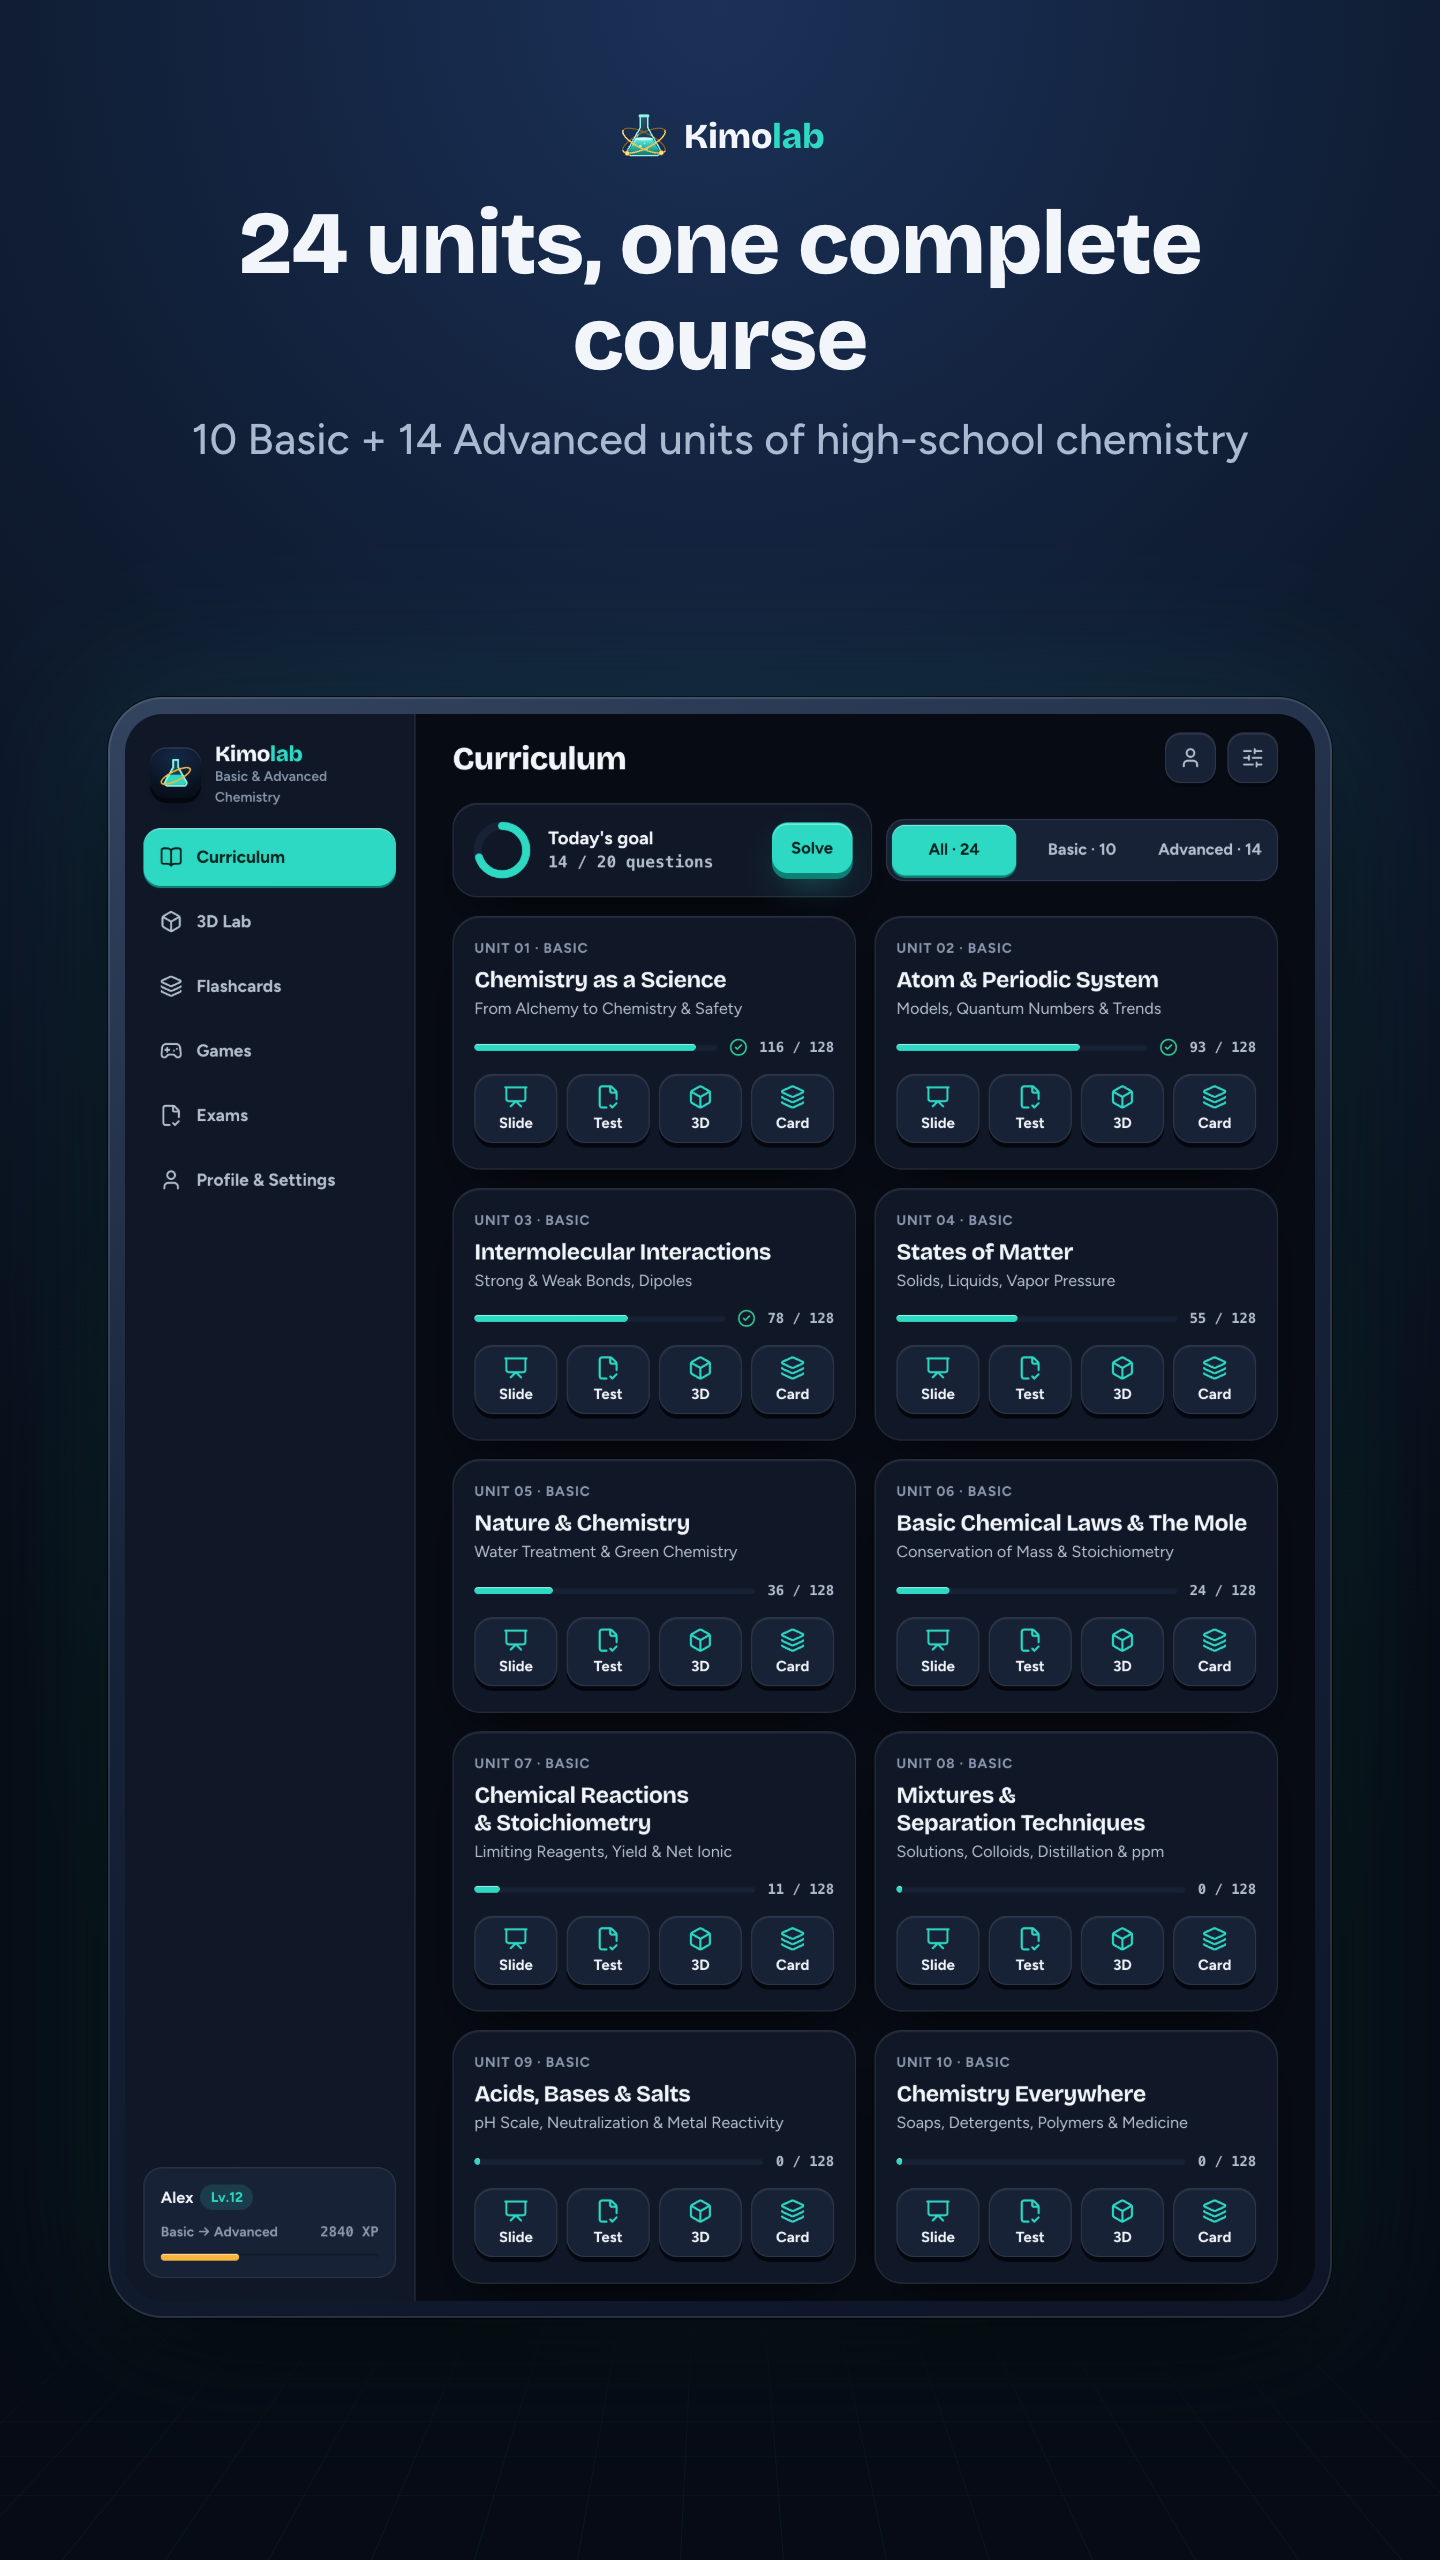 Kimolab
24 units, one complete
course
10 Basic + 14 Advanced units of high-school chemistry
Kimolab
Basic & Advanced
Chemistry
Curriculum
3D Lab
Flashcards
Games
Exams
Profile & Settings
Alex Lv.12
Basic → Advanced 2840 XP
Curriculum
Today's goal
14 / 20 questions
Solve
All · 24 Basic · 10 Advanced · 14
UNIT 01 · BASIC
Chemistry as a Science
From Alchemy to Chemistry & Safety
116 / 128
Slide Test 3D Card
UNIT 02 · BASIC
Atom & Periodic System
Models, Quantum Numbers & Trends
93 / 128
Slide Test 3D Card
UNIT 03 · BASIC
Intermolecular Interactions
Strong & Weak Bonds, Dipoles
78 / 128
Slide Test 3D Card
UNIT 04 · BASIC
States of Matter
Solids, Liquids, Vapor Pressure
55 / 128
Slide Test 3D Card
UNIT 05 · BASIC
Nature & Chemistry
Water Treatment & Green Chemistry
36 / 128
Slide Test 3D Card
UNIT 06 · BASIC
Basic Chemical Laws & The Mole
Conservation of Mass & Stoichiometry
24 / 128
Slide Test 3D Card
UNIT 07 · BASIC
Chemical Reactions
& Stoichiometry
Limiting Reagents, Yield & Net Ionic
11 / 128
Slide Test 3D Card
UNIT 08 · BASIC
Mixtures &
Separation Techniques
Solutions, Colloids, Distillation & ppm
0 / 128
Slide Test 3D Card
UNIT 09 · BASIC
Acids, Bases & Salts
pH Scale, Neutralization & Metal Reactivity
0 / 128
Slide Test 3D Card
UNIT 10 · BASIC
Chemistry Everywhere
Soaps, Detergents, Polymers & Medicine
0 / 128
Slide Test 3D Card